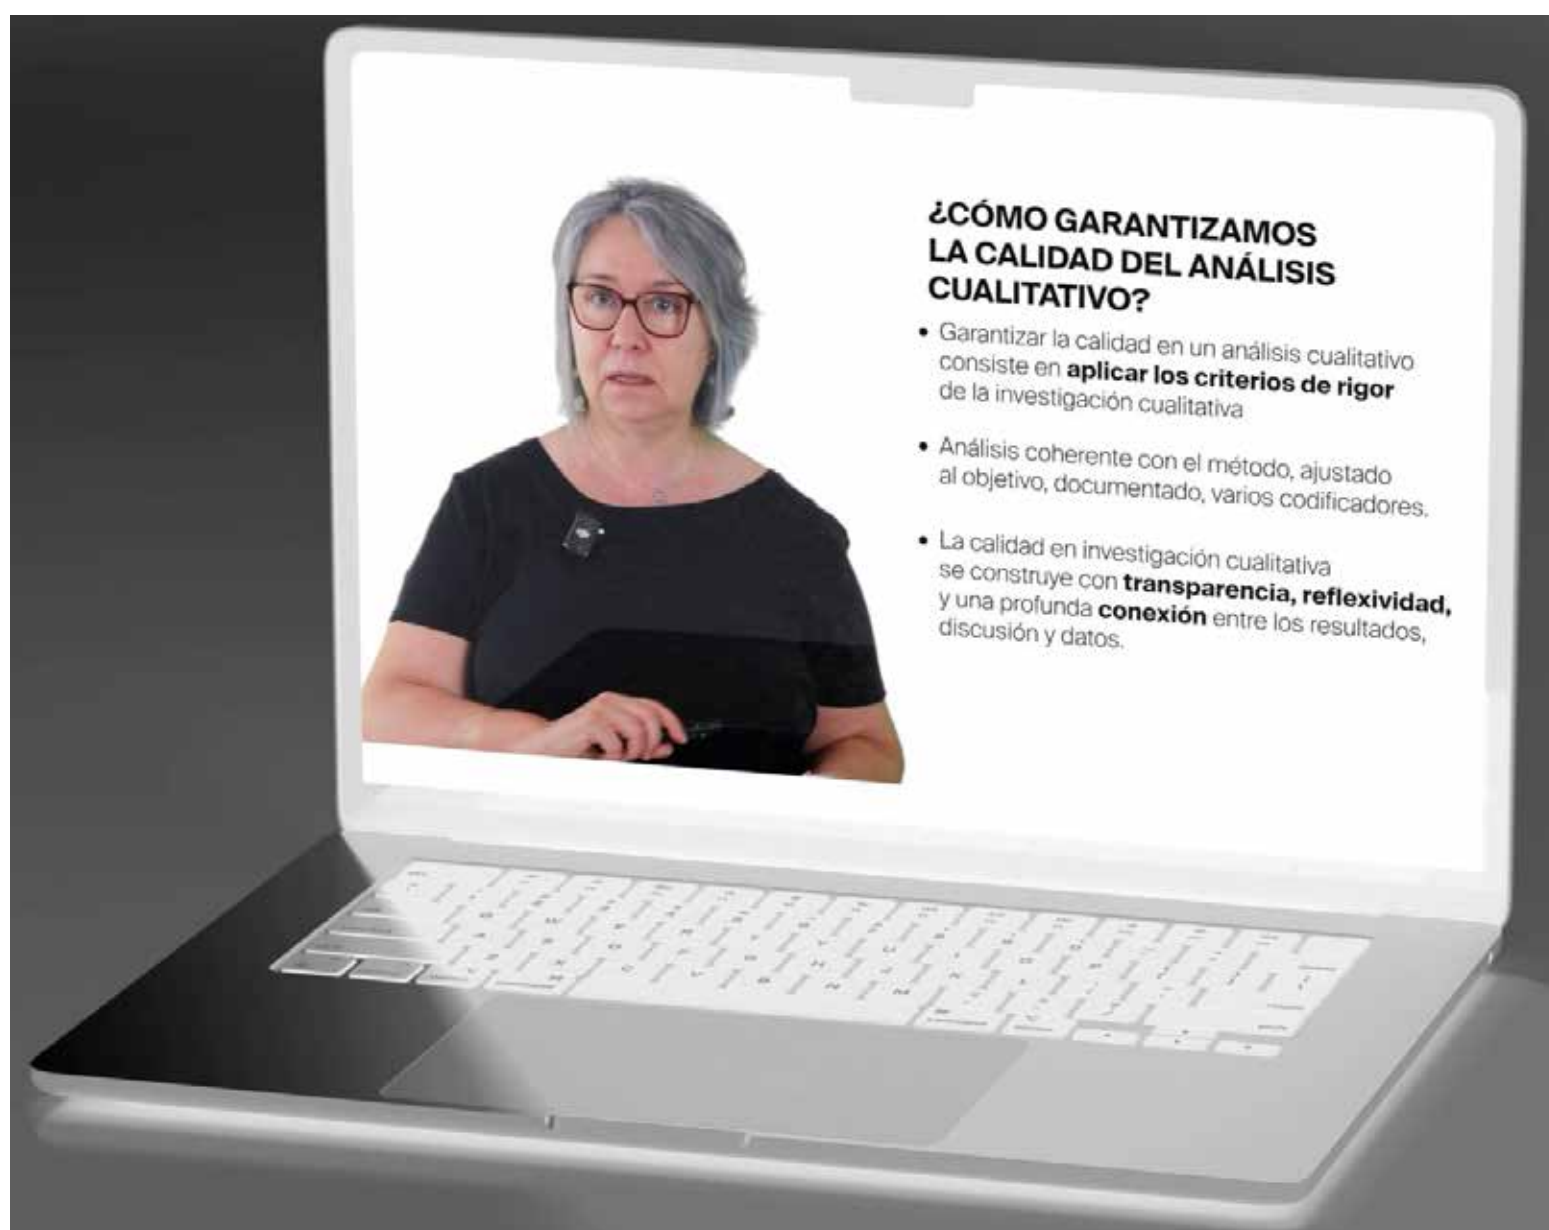 ¿CÓMO GARANTIZAMOS
LA CALIDAD DEL ANÁLISIS
CUALITATIVO?
• Garantizar la calidad en un análisis cualitativo
consiste en aplicar los criterios de rigor
de la investigación cualitativa
• Análisis coherente con el método, ajustado
al objetivo, documentado, varios codificadores.
• La calidad en investigación cualitativa
se construye con transparencia, reflexividad,
y una profunda conexión entre los resultados,
discusión y datos.